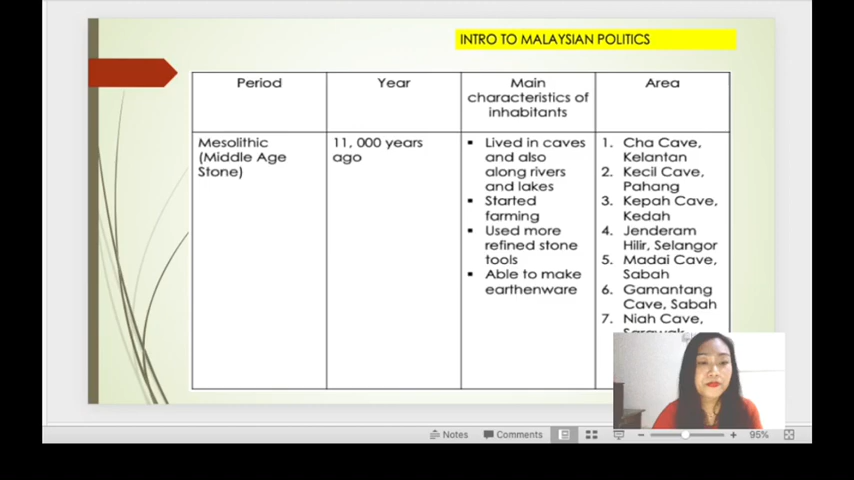 INTRO TO MALAYSIAN POLITICS
Period
Year
Main
characteristics of
inhabitants
Area
Mesolithic
(Middle Age
Stone)
11, 000 years
ago
▪ Lived in caves
and also
along rivers
and lakes
▪ Started
farming
▪ Used more
refined stone
tools
▪ Able to make
earthenware
1. Cha Cave,
Kelantan
2. Kecil Cave,
Pahang
3. Kepah Cave,
Kedah
4. Jenderam
Hilir, Selangor
5. Madai Cave,
Sabah
6. Gamantang
Cave, Sabah
7. Niah Cave,
Sarawak
Notes
Comments
95%